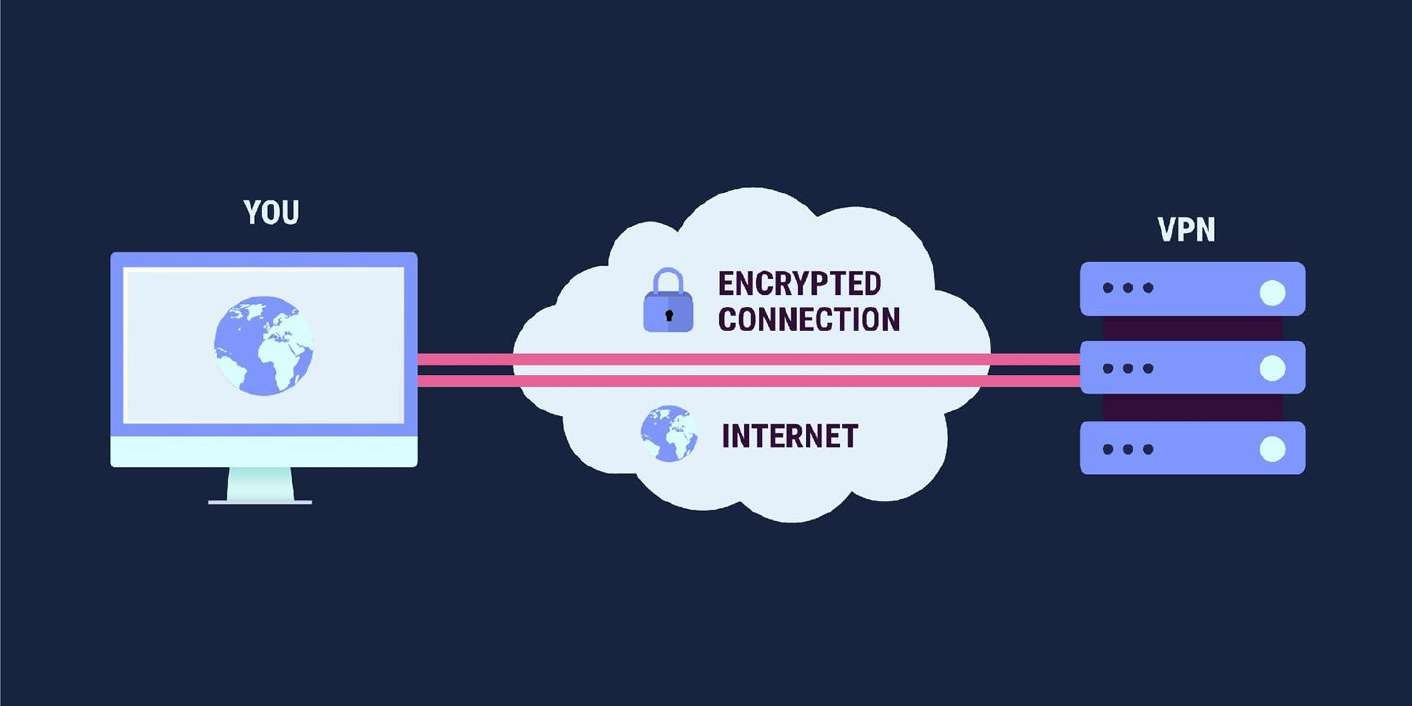 YOU
ENCRYPTED
CONNECTION
INTERNET
VPN